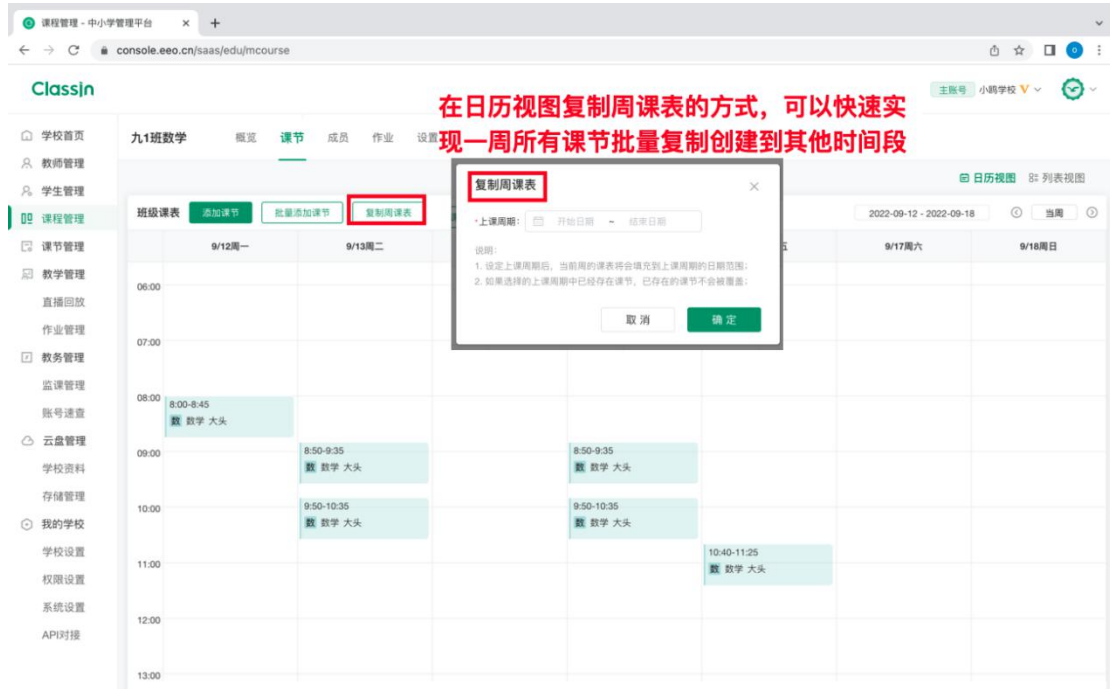 课程管理 - 中小学管理平台
console.eeo.cn/saas/edu/mcourse
ClassIn
主账号 小鸥学校 V
在日历视图复制周课表的方式，可以快速实
现一周所有课节批量复制创建到其他时间段
学校首页
教师管理
学生管理
课程管理
课节管理
教学管理
直播回放
作业管理
教务管理
监课管理
账号速查
云盘管理
学校资料
存储管理
我的学校
学校设置
权限设置
系统设置
API对接
九1班数学 概览 课节 成员 作业 设置
日历视图 列表视图
班级课表 添加课节 批量添加课节 复制周课表
2022-09-12 - 2022-09-18 当周
复制周课表
·上课周期： 开始日期 ~ 结束日期
说明：
1. 设定上课周期后，当前周的课表将会填充到上课周期的日期范围；
2. 如果选择的上课周期中已经存在课节，已存在的课节不会被覆盖；
取消 确定
9/12周一 9/13周二 9/17周六 9/18周日
06:00
07:00
08:00
8:00-8:45
数 数学 大头
09:00
8:50-9:35
数 数学 大头
8:50-9:35
数 数学 大头
10:00
9:50-10:35
数 数学 大头
9:50-10:35
数 数学 大头
11:00
10:40-11:25
数 数学 大头
12:00
13:00